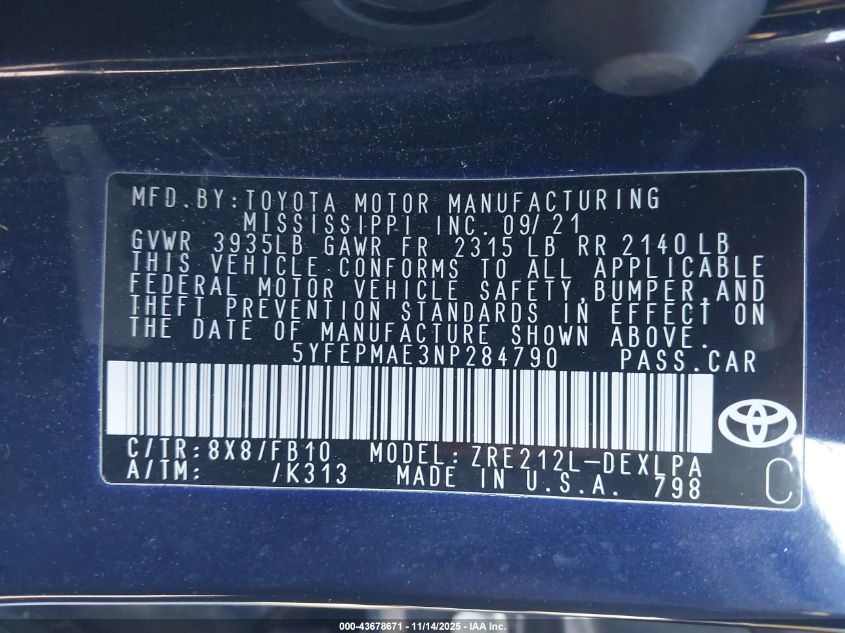 MFD.BY:TOYOTA MOTOR MANUFACTURING
MISSISSIPPI INC. 09/21
GVWR 3935LB GAWR FR 2315 LB RR 2140 LB
THIS VEHICLE CONFORMS TO ALL APPLICABLE
FEDERAL MOTOR VEHICLE SAFETY,BUMPER,AND
THEFT PREVENTION STANDARDS IN EFFECT ON
THE DATE OF MANUFACTURE SHOWN ABOVE.
5YFEPMAE3NP284790 PASS.CAR
C/TR:8X8/FB10 MODEL:ZRE212L-DEXLPA
A/TM: /K313 MADE IN U.S.A. 798
C
000-43678671 - 11/14/2025 - IAA, LLC